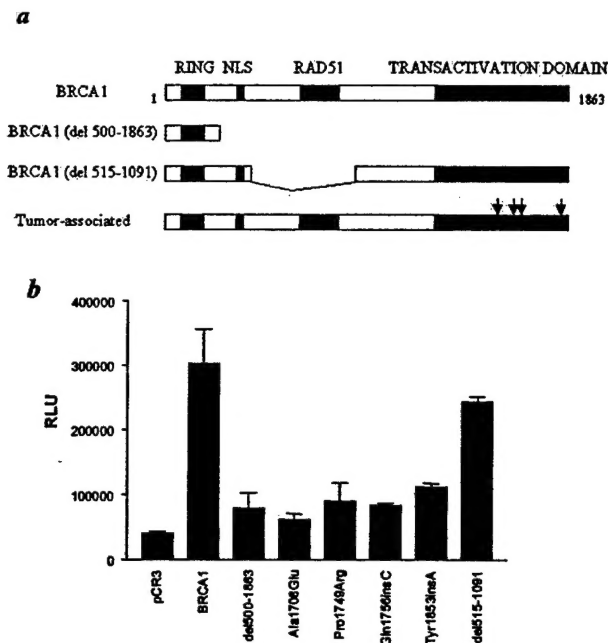 a
RING NLS RAD51 TRANSACTIVATION DOMAIN
BRCA1 1 1863
BRCA1 (del 500-1863)
BRCA1 (del 515-1091)
Tumor-associated
b
400000
300000
200000
100000
0
RLU
pCR3
BRCA1
del500-1863
Ala1708Glu
Pro1749Arg
Gln1756insC
Tyr1853insA
del515-1091